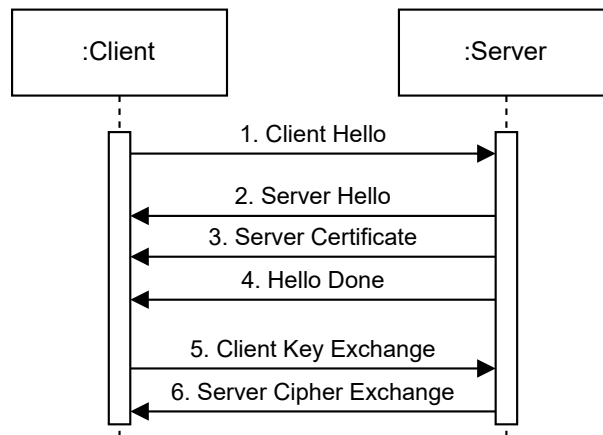 :Client
:Server
1. Client Hello
2. Server Hello
3. Server Certificate
4. Hello Done
5. Client Key Exchange
6. Server Cipher Exchange